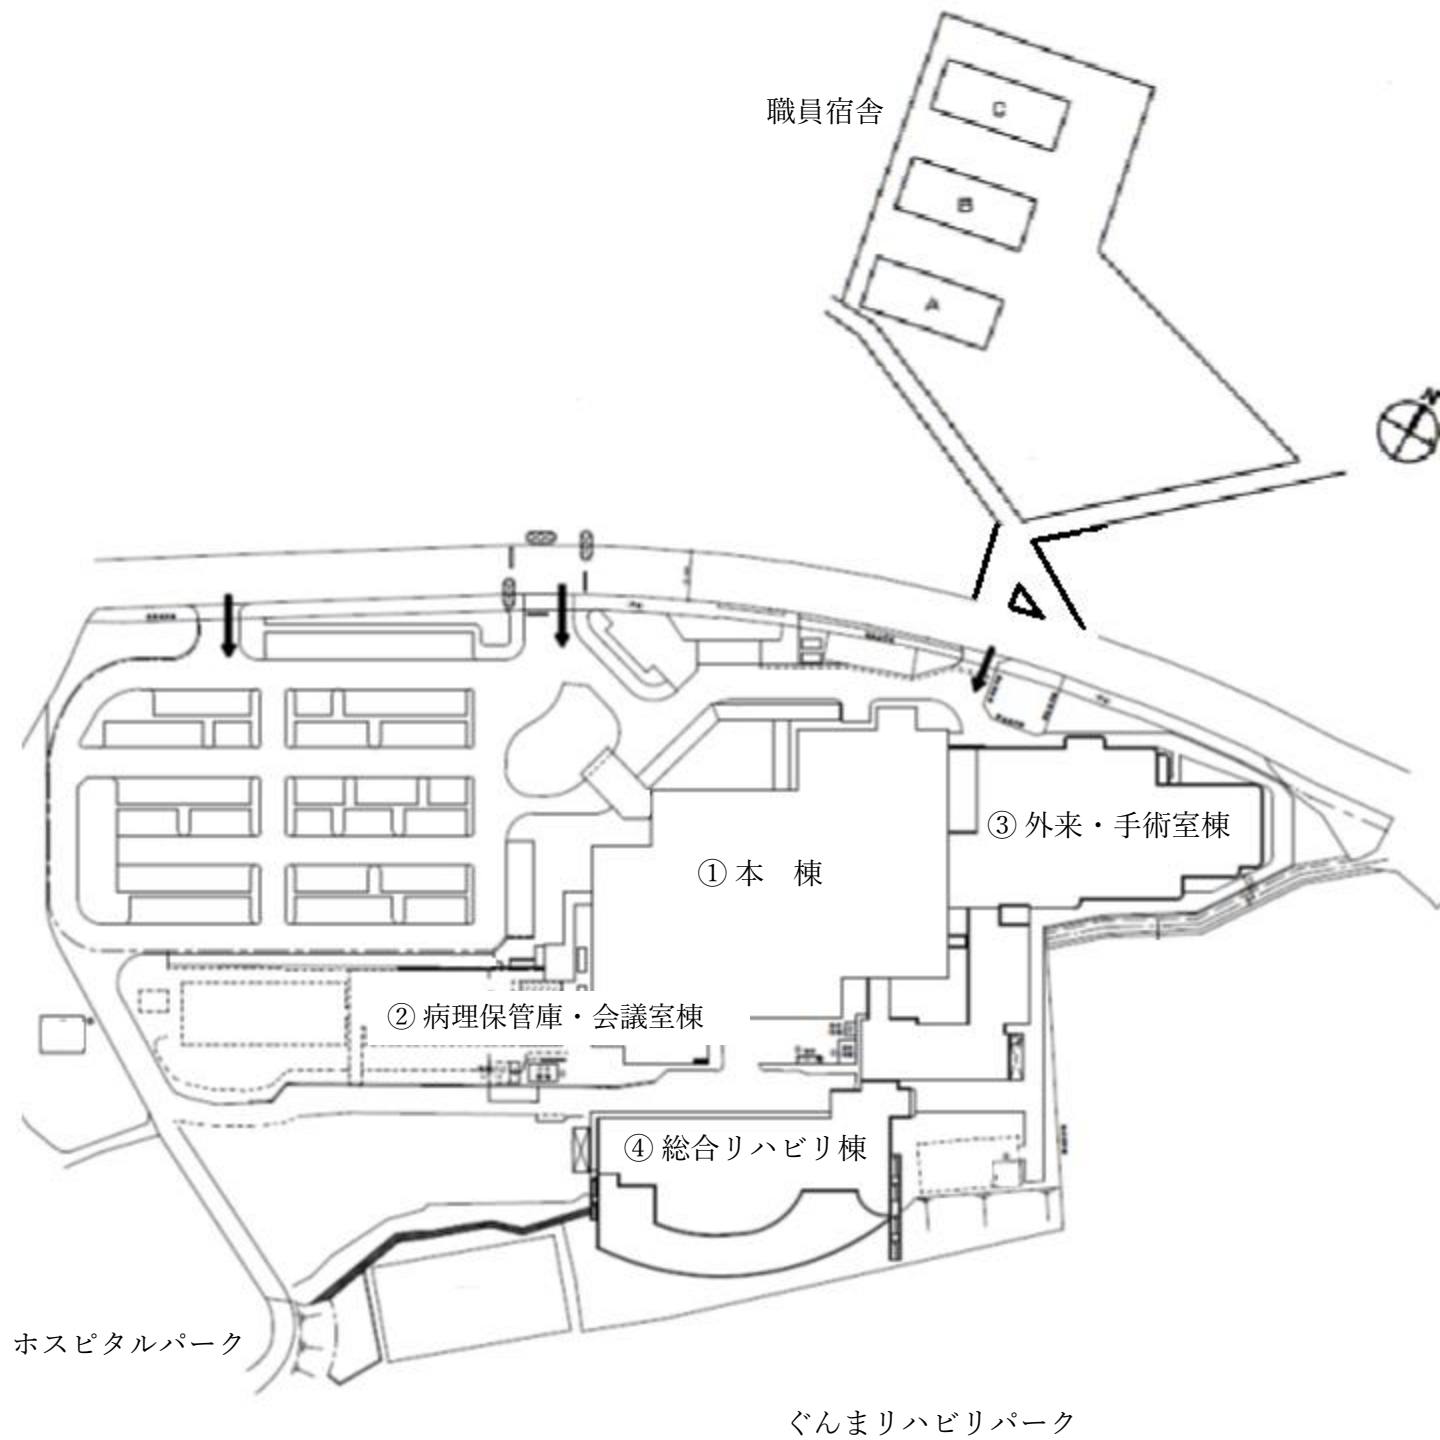 職員宿舎
C
B
A
N
③ 外来・手術室棟
① 本　棟
② 病理保管庫・会議室棟
④ 総合リハビリ棟
ホスピタルパーク
ぐんまリハビリパーク